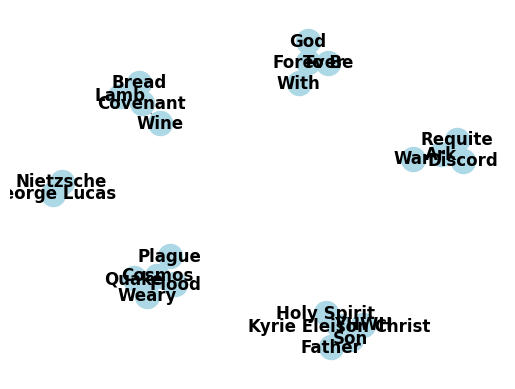 God
Forever
To Be
With
Bread
Lamb
Covenant
Wine
Requite
Ark
Warn
Discord
Nietzsche
eorge Lucas
Plague
Cosmos
Quake
Flood
Weary
Holy Spirit
YHWH
Kyrie Eleison Christ
Son
Father